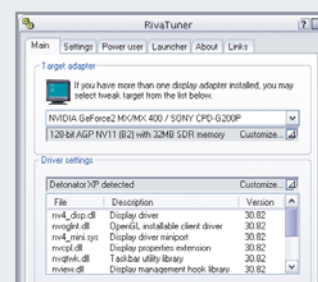 RivaTuner
Main Settings Power user Launcher About Links
Target adapter
If you have more than one display adapter installed, you may
select tweak target from the list below.
NVIDIA GeForce2 MX/MX 400 / SONY CPD-G200P
128-bit AGP NV11 (B2) with 32MB SDR memory Customize...
Driver settings
Detonator XP detected Customize...
File Description Version
nv4_disp.dll Display driver 30.82
nvoglnt.dll OpenGL installable client driver 30.82
nv4_mini.sys Display driver miniport 30.82
nvcpl.dll Display properties extension 30.82
nvqtwk.dll Taskbar utility library 30.82
nview.dll Display management hook library 30.82